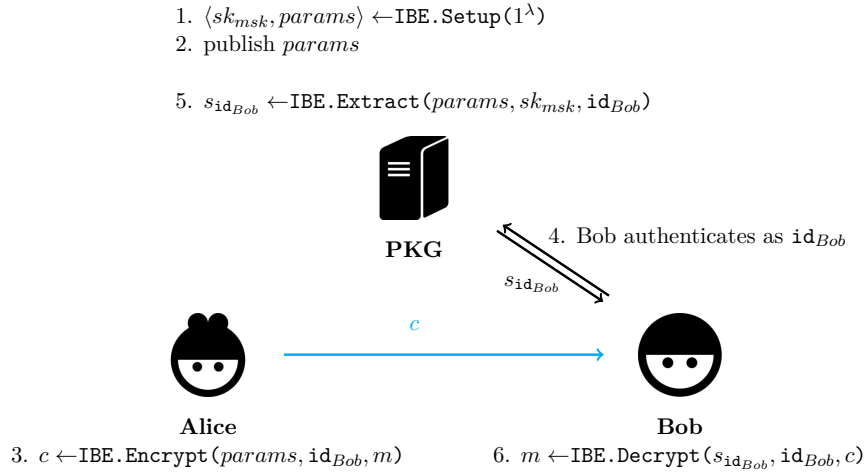 1. ⟨sk_msk, params⟩ ←IBE.Setup(1^λ)
2. publish params
5. s_id_Bob ←IBE.Extract(params, sk_msk, id_Bob)
PKG
4. Bob authenticates as id_Bob
s_id_Bob
c
Alice
Bob
3. c ←IBE.Encrypt(params, id_Bob, m)
6. m ←IBE.Decrypt(s_id_Bob, id_Bob, c)